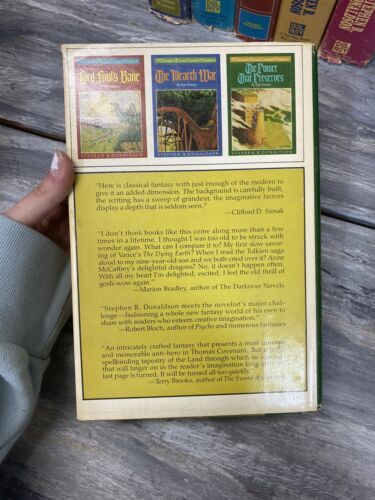 Lord Foul's Bane
An Epic Fantasy
STEPHEN R. DONALDSON
The Illearth War
An Epic Fantasy
STEPHEN R. DONALDSON
The Power
That Preserves
An Epic Fantasy
STEPHEN R. DONALDSON
"Here is classical fantasy with just enough of the modern to
give it an added dimension. The background is carefully built,
the writing has a sweep of grandeur, the imaginative factors
display a depth that is seldom seen."
—Clifford D. Simak
"I don't think books like this come along more than a few
times in a lifetime. I thought I was too old to be struck with
wonder again. What can I compare it to? My first slow savor-
ing of Vance's The Dying Earth? When I read the Tolkien saga
aloud to my nine-year-old son and we both cried over it? Anne
McCaffrey's delightful dragons? No, it doesn't happen often.
With all my heart I'm delighted, excited. I feel the old thrill of
gosh-wow again."
—Marion Bradley, author of The Darkover Novels
"Stephen R. Donaldson meets the novelist's major chal-
lenge—fashioning a whole new fantasy world of his own to
share with readers who esteem creative imagination."
—Robert Bloch, author of Psycho and numerous fantasies
"An intricately crafted fantasy that presents a most unusual
and memorable anti-hero in Thomas Covenant. But a
spellbinding tapestry of the Land through which he
that will linger on in the reader's imagination long
last page is turned. It will be turned all too quickly."
—Terry Brooks, author of The Sword of